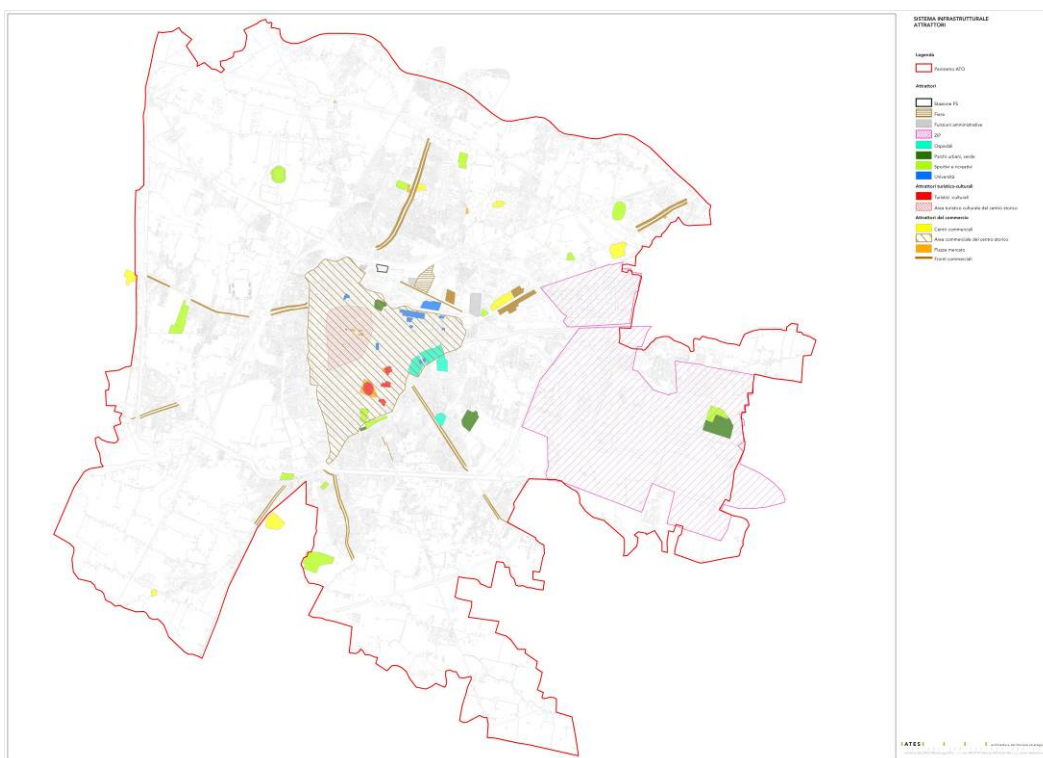 SISTEMA INFRASTRUTTURALE
ATTRATTORI
Legenda
Perimetro ATO
Attrattori
Stazione FS
Fiera
Funzioni amministrative
ZIP
Ospedali
Parchi urbani, verde
Sportivi e ricreativi
Università
Attrattori turistico-culturali
Turistici culturali
Area turistico culturale del centro storico
Attrattori del commercio
Centri commerciali
Area commerciale del centro storico
Piazze mercato
Fronti commerciali
ATES